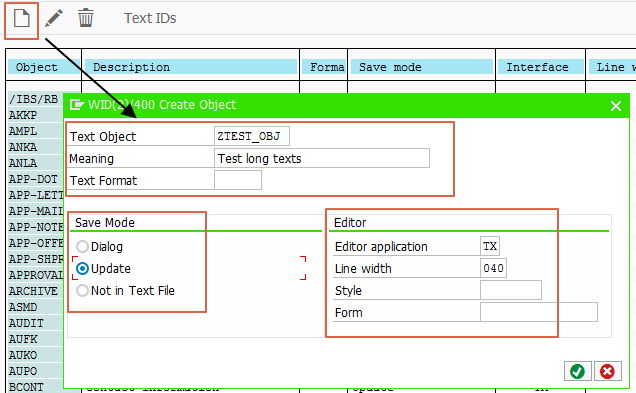 Text IDs
Object Description Forma Save mode Interface Line w
/IBS/RB
WID(2)/400 Create Object
AKKP
AMPL
Text Object ZTEST_OBJ
ANKA
Meaning Test long texts
ANLA
APP-DOT
Text Format
APP-LETT
APP-MAIL
APP-NOTE
Save Mode Editor
APP-OFFE
Dialog Editor application TX
APP-SHPR
Update Line width 040
APPROVAL
ARCHIVE
Not in Text File Style
ASMD
Form
AUDIT
AUFK
AUKO
AUPO
BCONT